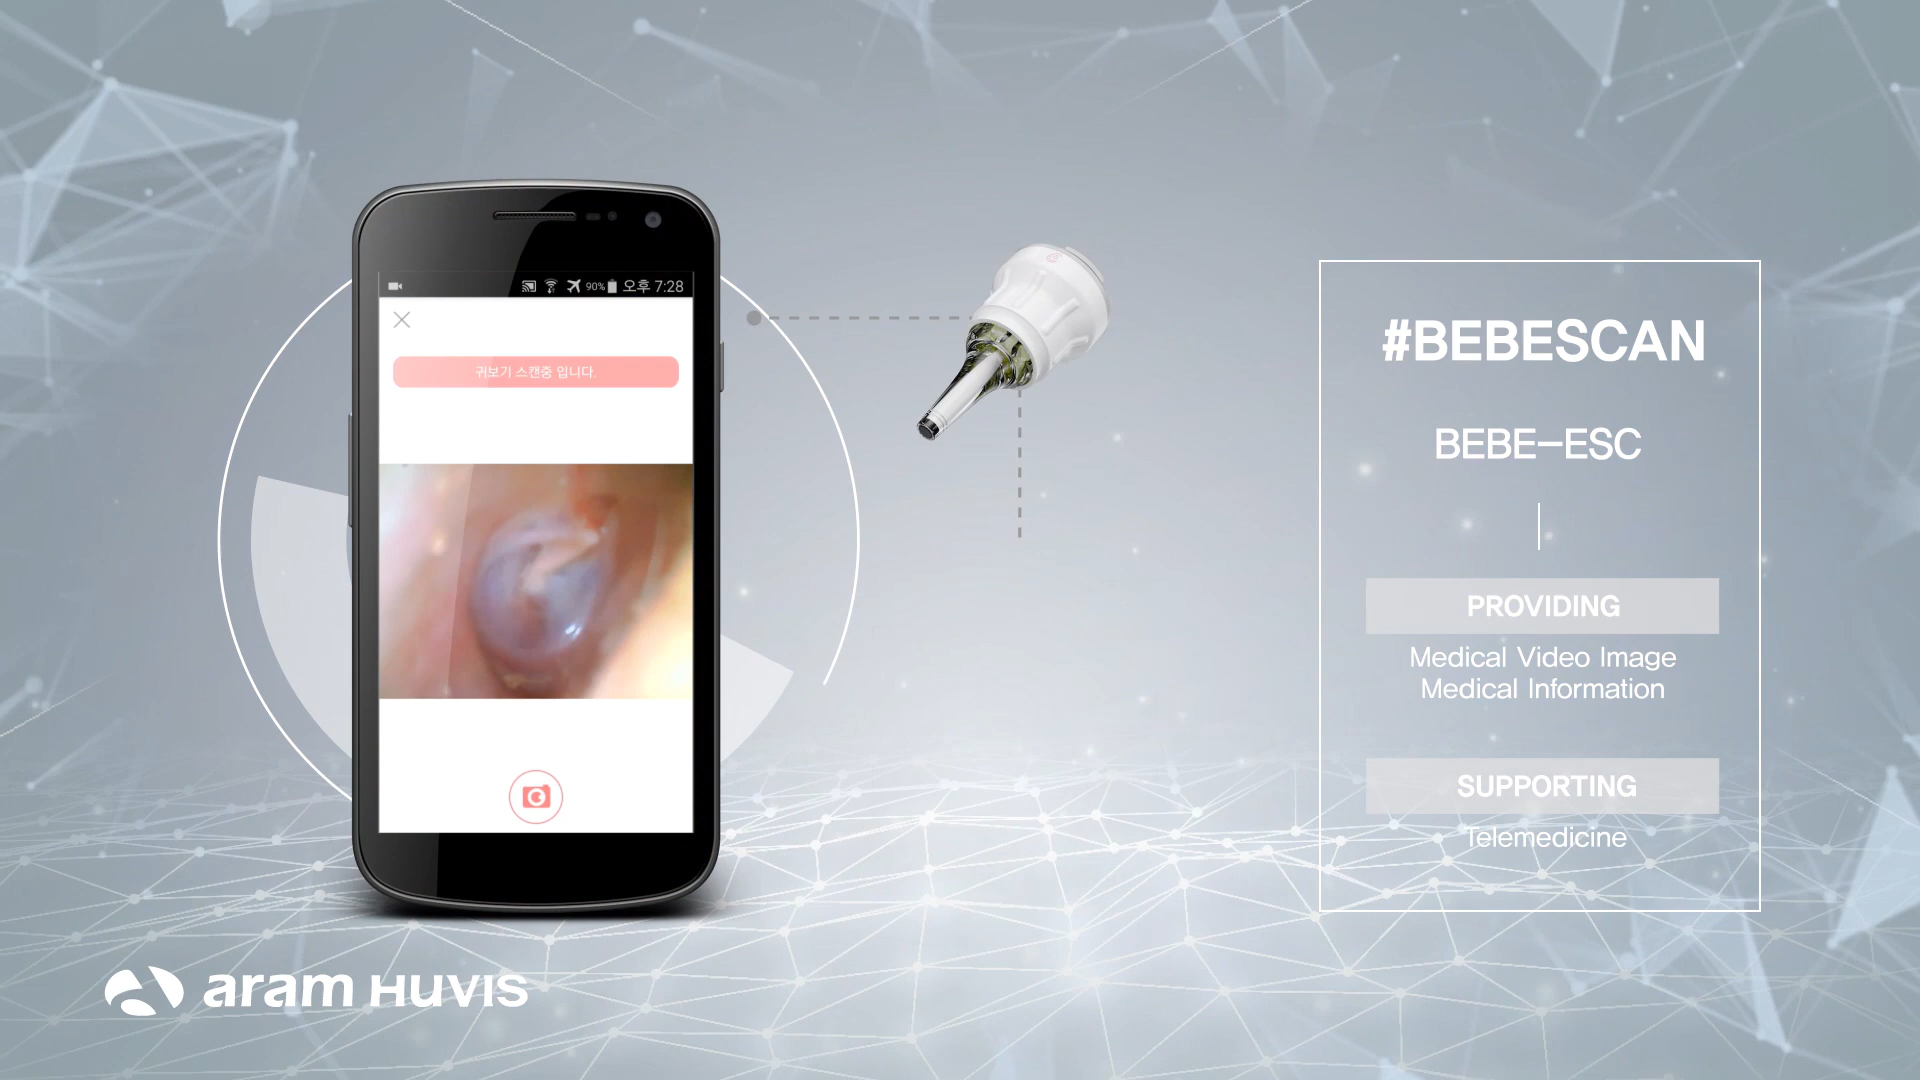 90% 오후 7:28
귀보기 스캔중 입니다.
#BEBESCAN
BEBE-ESC
PROVIDING
Medical Video Image
Medical Information
SUPPORTING
Telemedicine
aram HUVIS